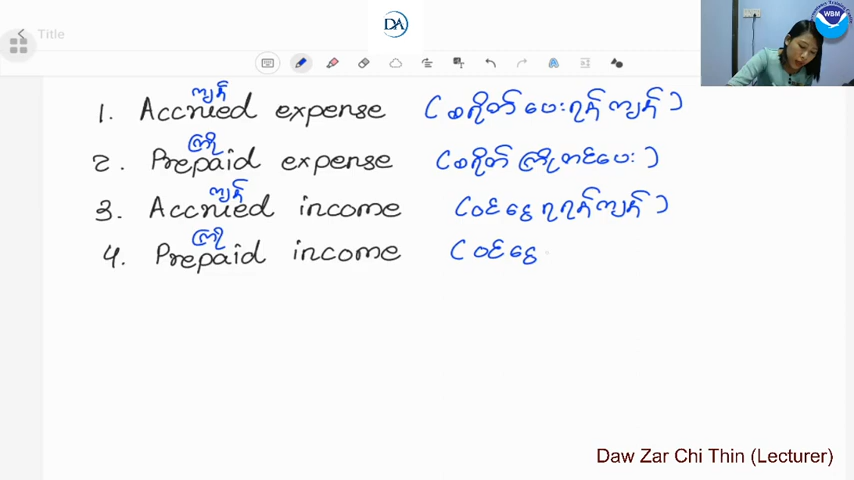 DA
Title
WBM
ကျန်
1. Accrued expense (စရိတ်ပေးရန်ကျန်)
ကြို
2. Prepaid expense (စရိတ်ကြိုတင်ပေး)
ကျန်
3. Accrued income (ဝင်ငွေရရန်ကျန်)
ကြို
4. Prepaid income (ဝင်ငွေ
Daw Zar Chi Thin (Lecturer)